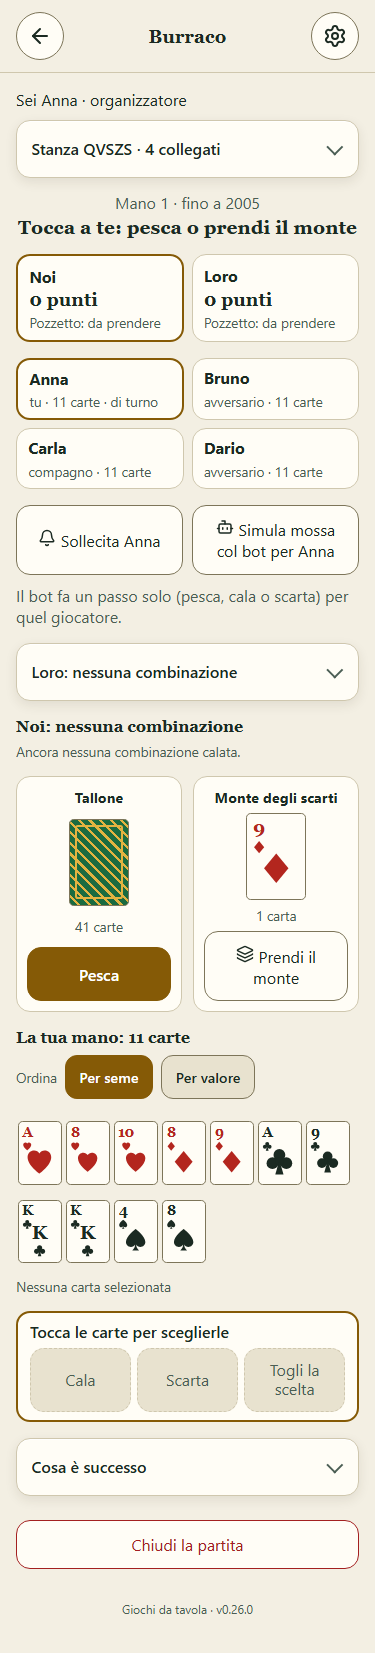 Burraco
Sei Anna · organizzatore
Stanza QVSZS · 4 collegati
Mano 1 · fino a 2005
Tocca a te: pesca o prendi il monte
Noi
0 punti
Pozzetto: da prendere
Loro
0 punti
Pozzetto: da prendere
Anna
tu · 11 carte · di turno
Bruno
avversario · 11 carte
Carla
compagno · 11 carte
Dario
avversario · 11 carte
Sollecita Anna
Simula mossa
col bot per Anna
Il bot fa un passo solo (pesca, cala o scarta) per
quel giocatore.
Loro: nessuna combinazione
Noi: nessuna combinazione
Ancora nessuna combinazione calata.
Tallone
41 carte
Pesca
Monte degli scarti
9
1 carta
Prendi il
monte
La tua mano: 11 carte
Ordina Per seme Per valore
A 8 10 8 9 A 9
K K K K 4 8
Nessuna carta selezionata
Tocca le carte per sceglierle
Cala
Scarta
Togli la
scelta
Cosa è successo
Chiudi la partita
Giochi da tavola · v0.26.0